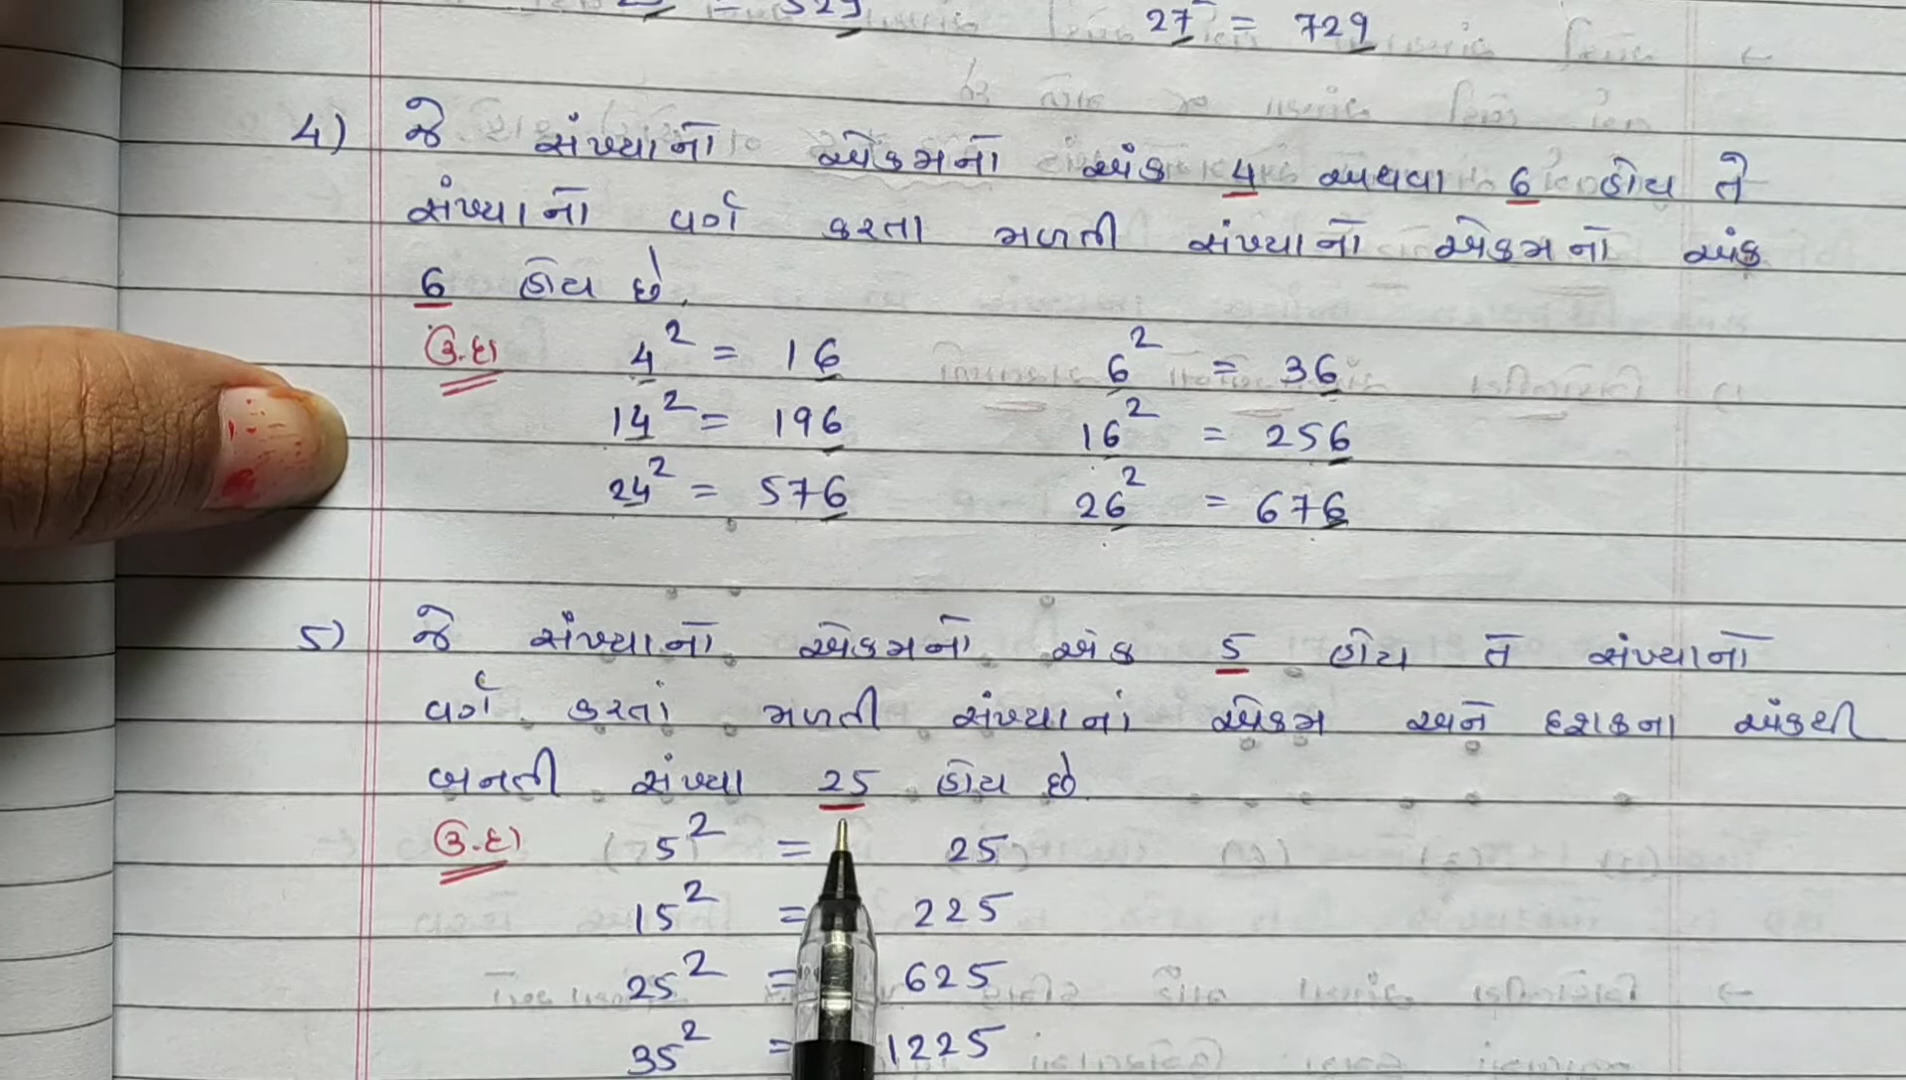 = 529 27² = 729
4) જે સંખ્યાનો એકમનો અંક 4 અથવા 6 હોય તે
સંખ્યાનો વર્ગ કરતા મળતી સંખ્યાનો એકમનો અંક
6 હોય છે.
ઉ.દા 4² = 16 6² = 36
14² = 196 16² = 256
24² = 576 26² = 676
5) જે સંખ્યાનો એકમનો અંક 5 હોય તે સંખ્યાનો
વર્ગ કરતાં મળતી સંખ્યાનાં એકમ અને દશકના અંકથી
બનતી સંખ્યા 25 હોય છે
ઉ.દા 5² = 25
15² = 225
25² = 625
35² = 1225